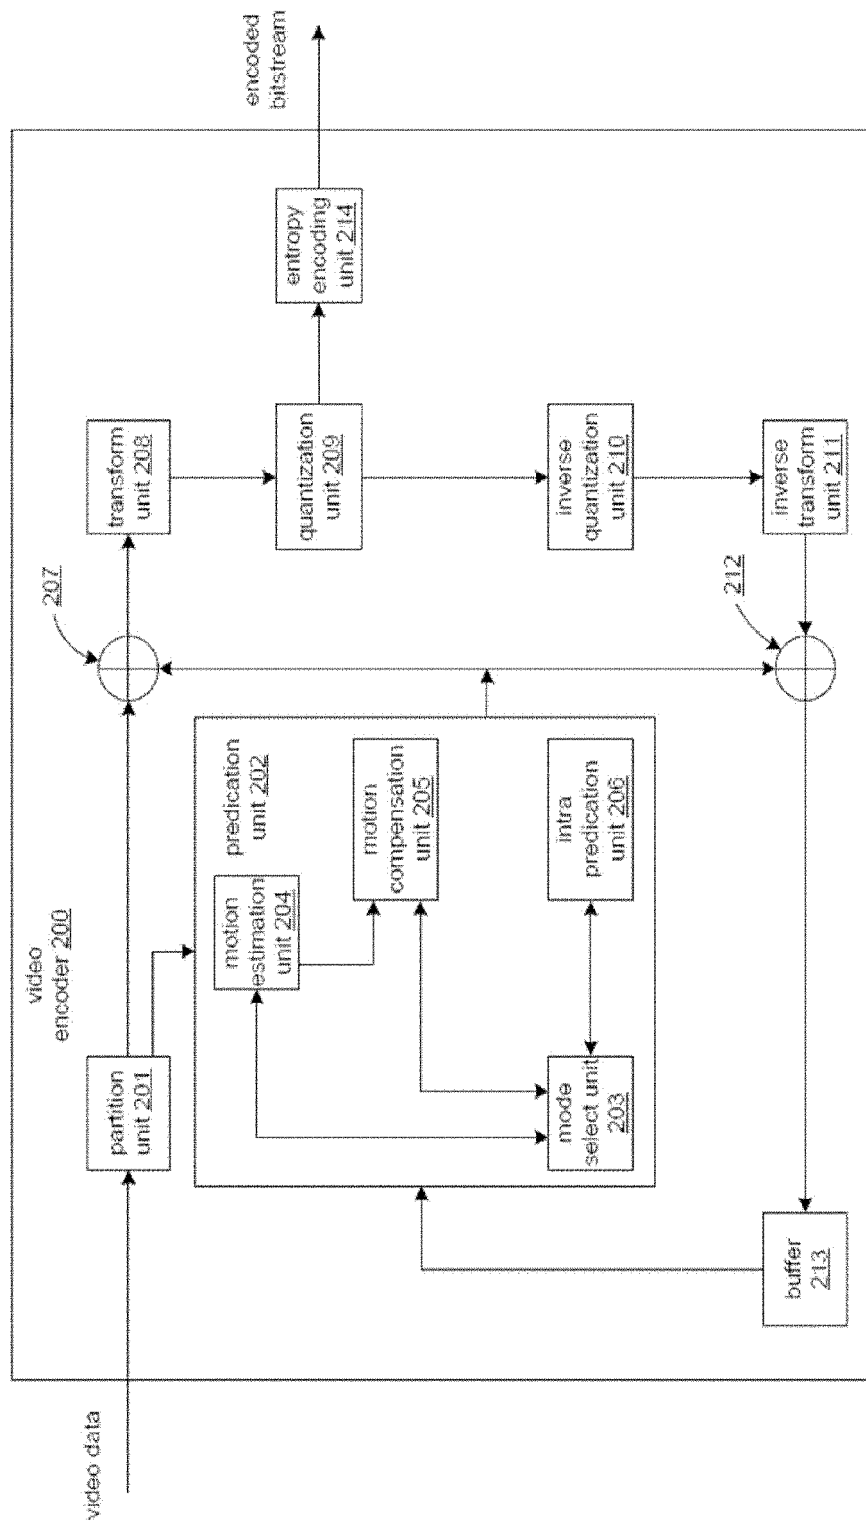 video data
video
encoder 200
partition
unit 201
207
transform
unit 208
encoded
bitstream
predication
unit 202
motion
estimation
unit 204
quantization
unit 209
entropy
encoding
unit 214
motion
compensation
unit 205
mode
select unit
203
intra
predication
unit 206
inverse
quantization
unit 210
212
buffer
213
inverse
transform
unit 211